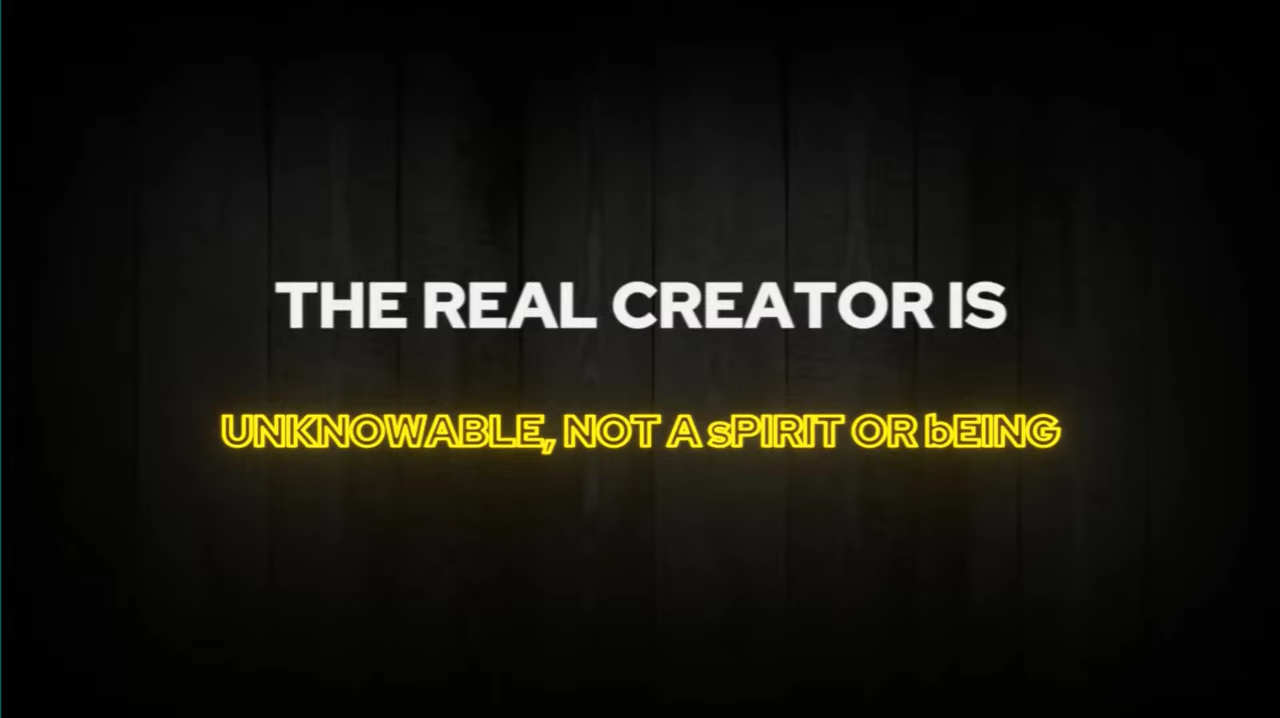 THE REAL CREATOR IS
UNKNOWABLE, NOT A sPIRIT OR bEING